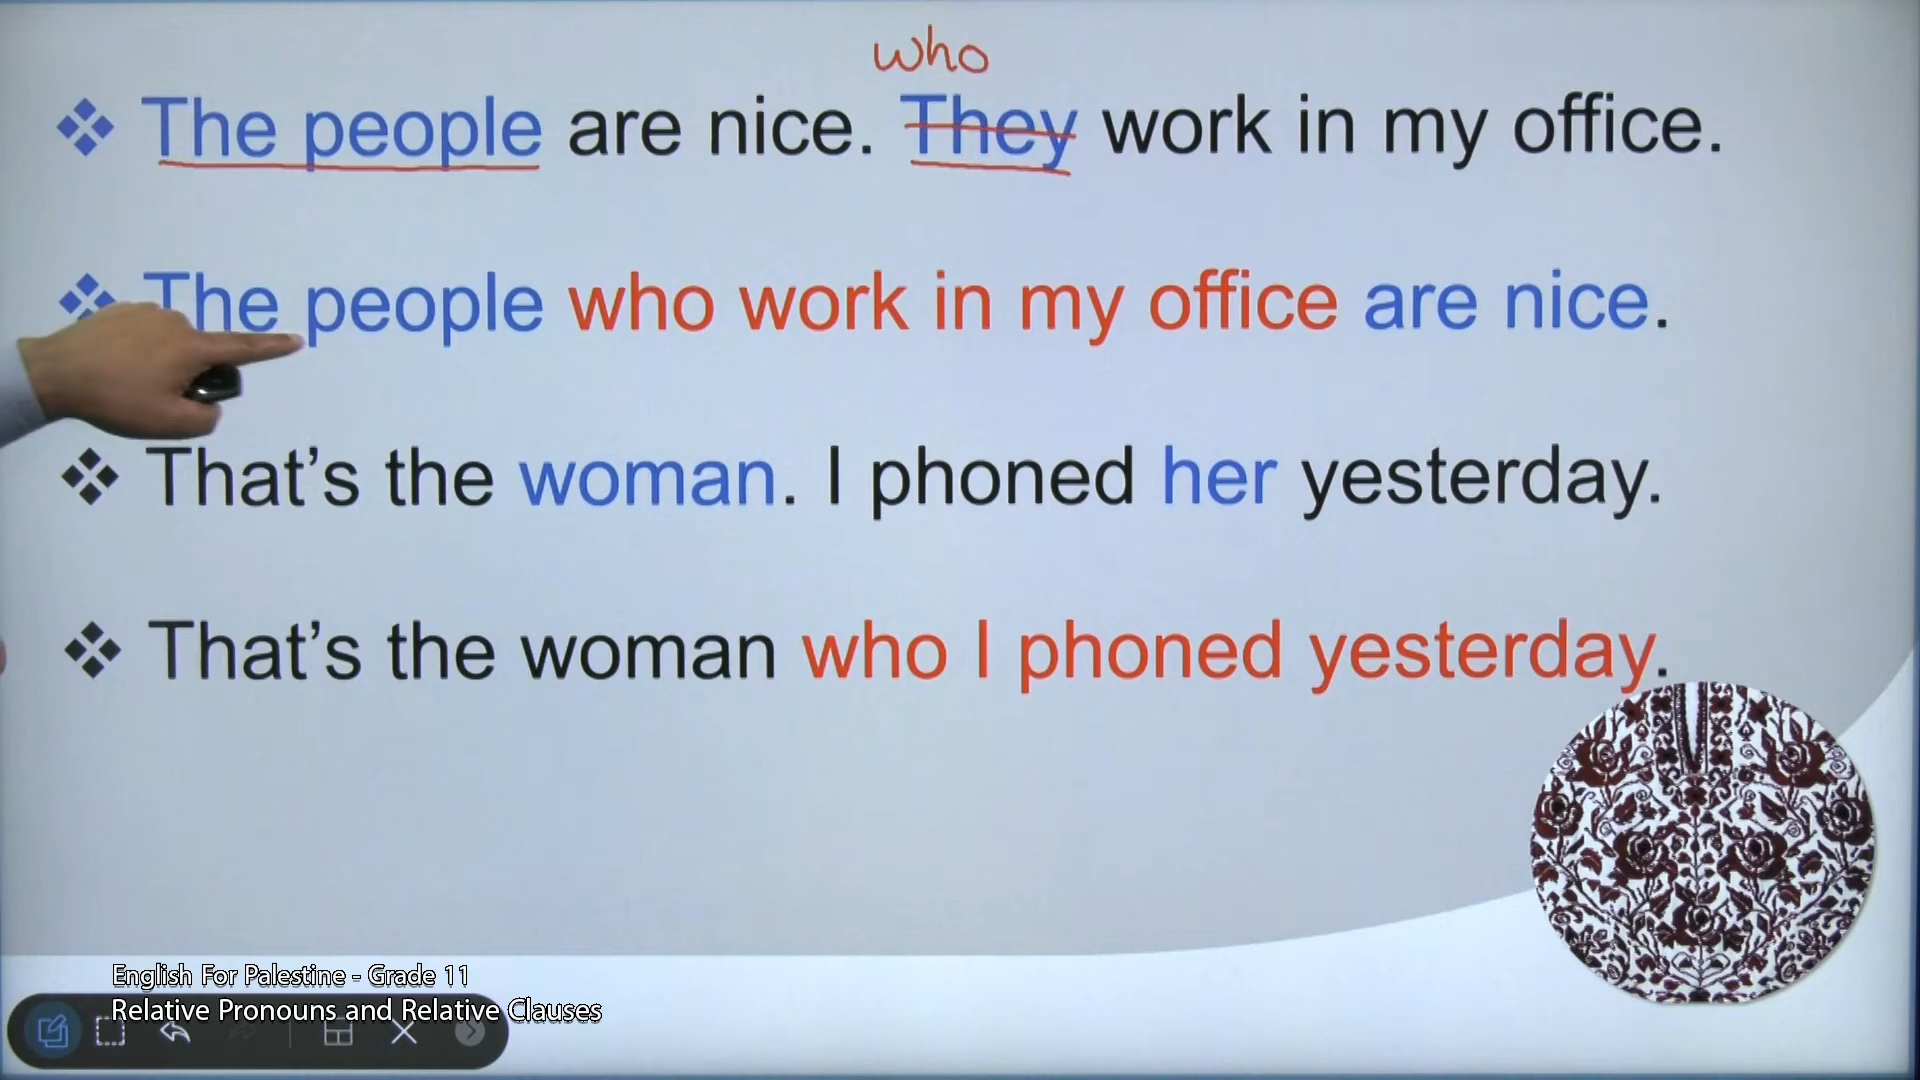 who
The people are nice. They work in my office.
The people who work in my office are nice.
That's the woman. I phoned her yesterday.
That's the woman who I phoned yesterday.
English For Palestine - Grade 11
Relative Pronouns and Relative Clauses